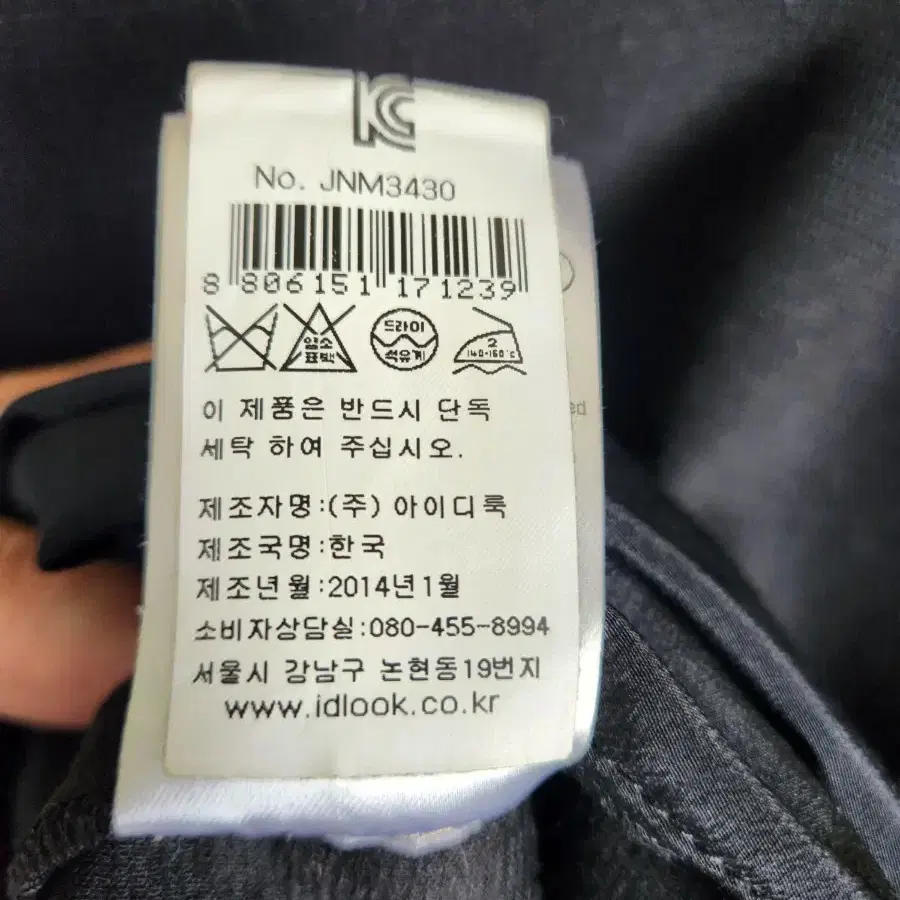 KC
No. JNM3430
8 806151 171239
염소 표백
드라이
석유계
2
140-160℃
이 제품은 반드시 단독
세탁 하여 주십시오.
제조자명:(주) 아이디룩
제조국명:한국
제조년월:2014년1월
소비자상담실:080-455-8994
서울시 강남구 논현동19번지
www.idlook.co.kr